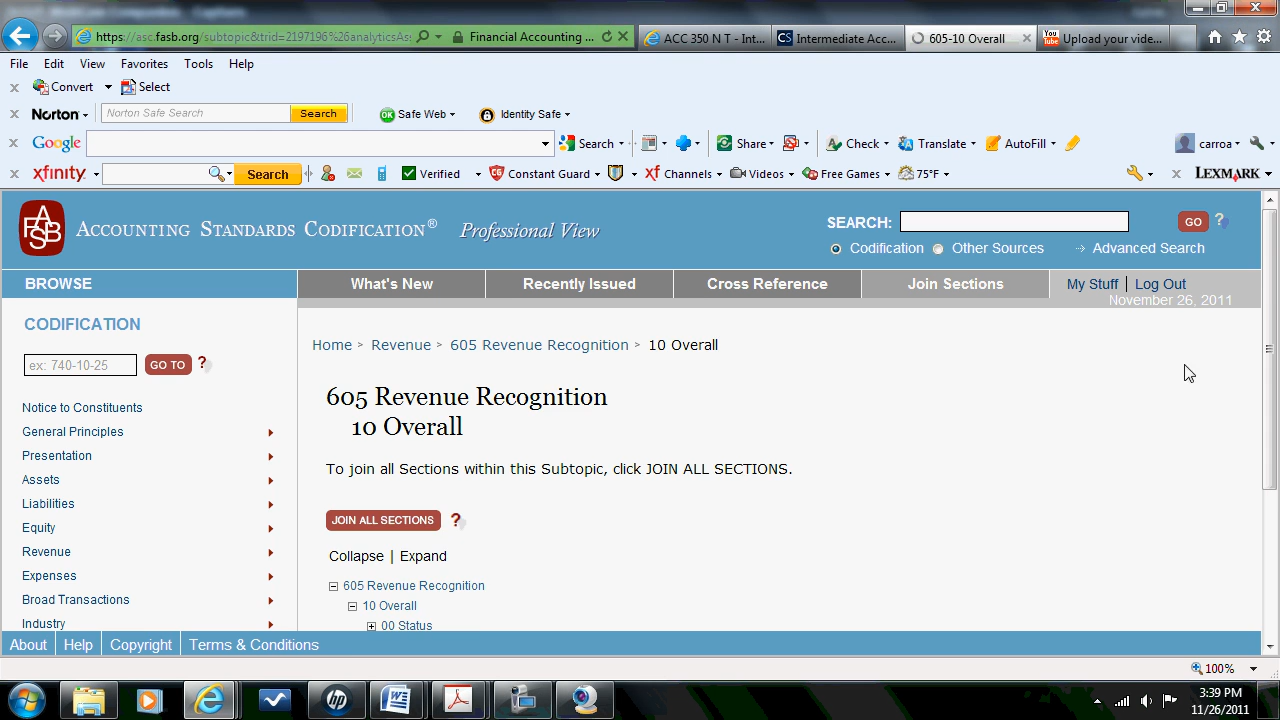 https://asc.fasb.org/subtopic&trid=2197196%26analyticsAss
Financial Accounting ...
ACC 350 N T - Int...
Intermediate Acc...
605-10 Overall
Upload your vide...
File Edit View Favorites Tools Help
x Convert Select
x Norton Norton Safe Search Search Safe Web Identity Safe
x Google Search Share Check Translate AutoFill carroa
x xfinity Search Verified Constant Guard Channels Videos Free Games 75°F x LEXMARK
FASB
ACCOUNTING STANDARDS CODIFICATION® Professional View
SEARCH: GO ?
Codification Other Sources Advanced Search
BROWSE What's New Recently Issued Cross Reference Join Sections My Stuff | Log Out
November 26, 2011
CODIFICATION
ex: 740-10-25 GO TO ?
Notice to Constituents
General Principles
Presentation
Assets
Liabilities
Equity
Revenue
Expenses
Broad Transactions
Industry
Home > Revenue > 605 Revenue Recognition > 10 Overall
605 Revenue Recognition
10 Overall
To join all Sections within this Subtopic, click JOIN ALL SECTIONS.
JOIN ALL SECTIONS ?
Collapse | Expand
605 Revenue Recognition
10 Overall
00 Status
About Help Copyright Terms & Conditions
100%
3:39 PM
11/26/2011